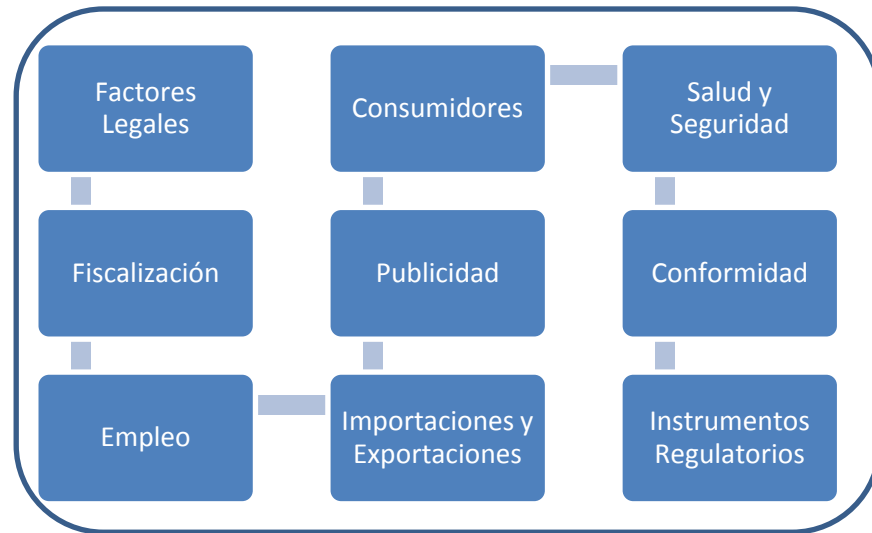 Factores
Legales
Fiscalización
Empleo
Importaciones y
Exportaciones
Publicidad
Consumidores
Salud y
Seguridad
Conformidad
Instrumentos
Regulatorios